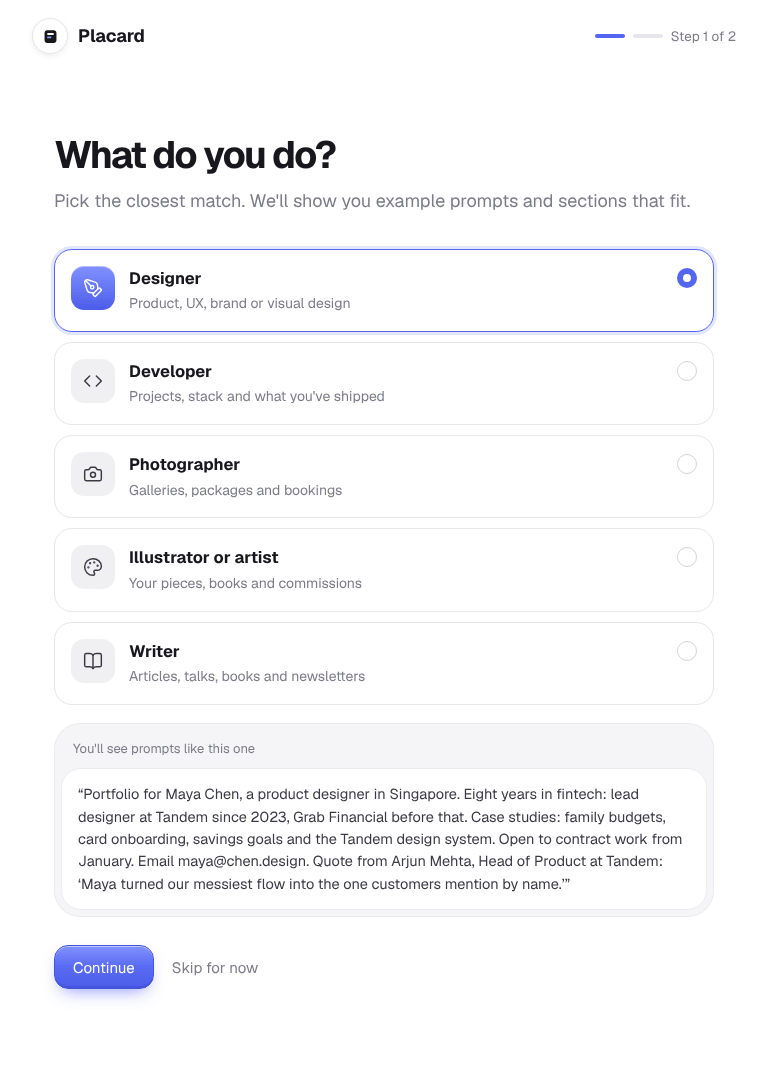 Placard
Step 1 of 2
What do you do?
Pick the closest match. We'll show you example prompts and sections that fit.
Designer
Product, UX, brand or visual design
Developer
Projects, stack and what you've shipped
Photographer
Galleries, packages and bookings
Illustrator or artist
Your pieces, books and commissions
Writer
Articles, talks, books and newsletters
You'll see prompts like this one
“Portfolio for Maya Chen, a product designer in Singapore. Eight years in fintech: lead
designer at Tandem since 2023, Grab Financial before that. Case studies: family budgets,
card onboarding, savings goals and the Tandem design system. Open to contract work from
January. Email maya@chen.design. Quote from Arjun Mehta, Head of Product at Tandem:
‘Maya turned our messiest flow into the one customers mention by name.’”
Continue
Skip for now